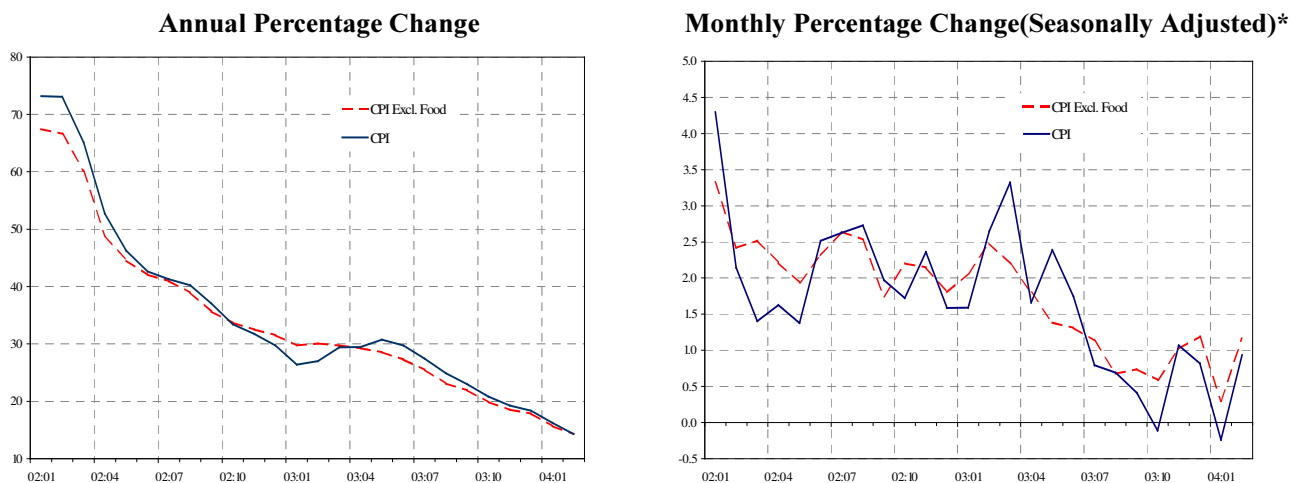 Annual Percentage Change
80
70
60
50
40
30
20
10
CPI Excl. Food
CPI
02:01 02:04 02:07 02:10 03:01 03:04 03:07 03:10 04:01
Monthly Percentage Change(Seasonally Adjusted)*
5.0
4.5
4.0
3.5
3.0
2.5
2.0
1.5
1.0
0.5
0.0
-0.5
CPI Excl. Food
CPI
02:01 02:04 02:07 02:10 03:01 03:04 03:07 03:10 04:01